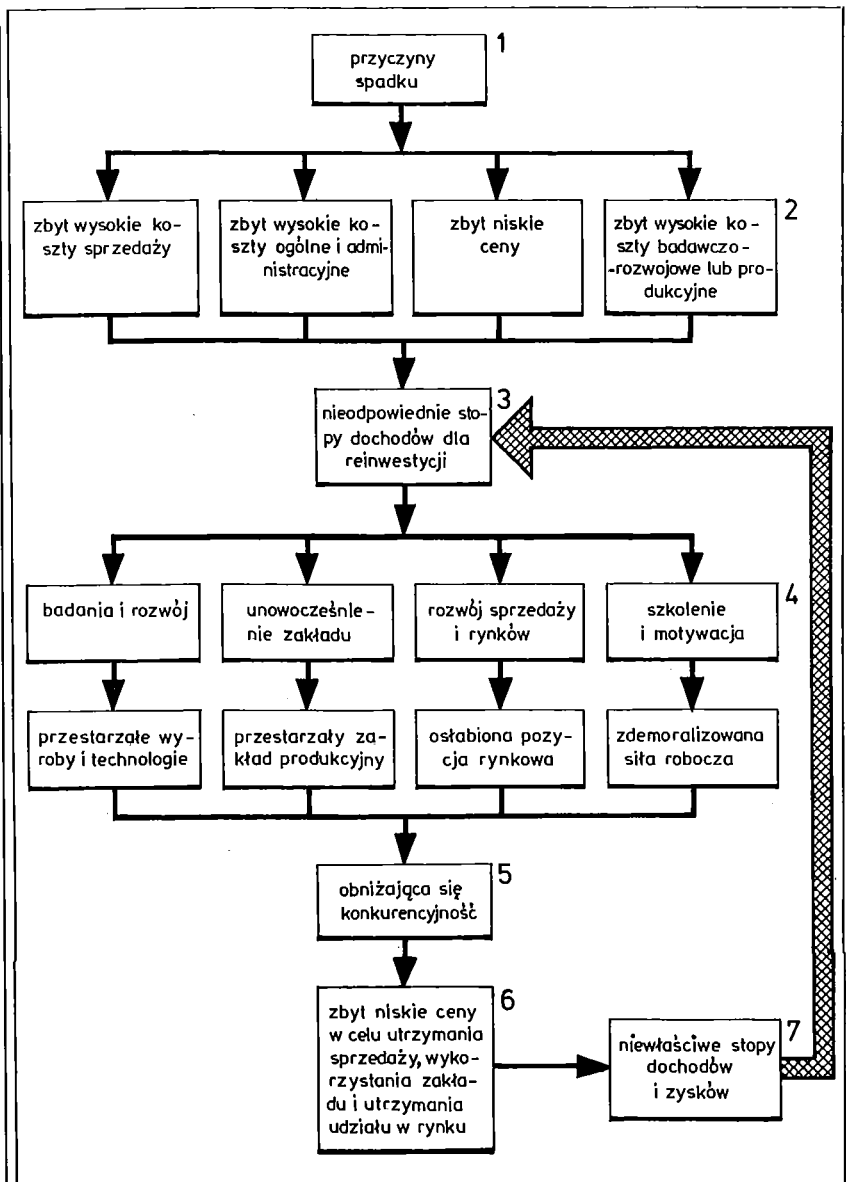 1
przyczyny
spadku
zbyt wysokie ko-
szty sprzedaży
zbyt wysokie ko-
szty ogólne i admi-
nistracyjne
zbyt niskie
ceny
2
zbyt wysokie ko-
szty badawczo-
-rozwojowe lub pro-
dukcyjne
3
nieodpowiednie sto-
py dochodów dla
reinwestycji
badania i rozwój
unowocześnie-
nie zakładu
rozwój sprzedaży
i rynków
4
szkolenie
i motywacja
przestarzałe wy-
roby i technologie
przestarzały za-
kład produkcyjny
osłabiona pozy-
cja rynkowa
zdemoralizowana
siła robocza
5
obniżająca się
konkurencyjność
6
zbyt niskie ceny
w celu utrzymania
sprzedaży, wyko-
rzystania zakła-
du i utrzymania
udziału w rynku
7
niewłaściwe stopy
dochodów
i zysków